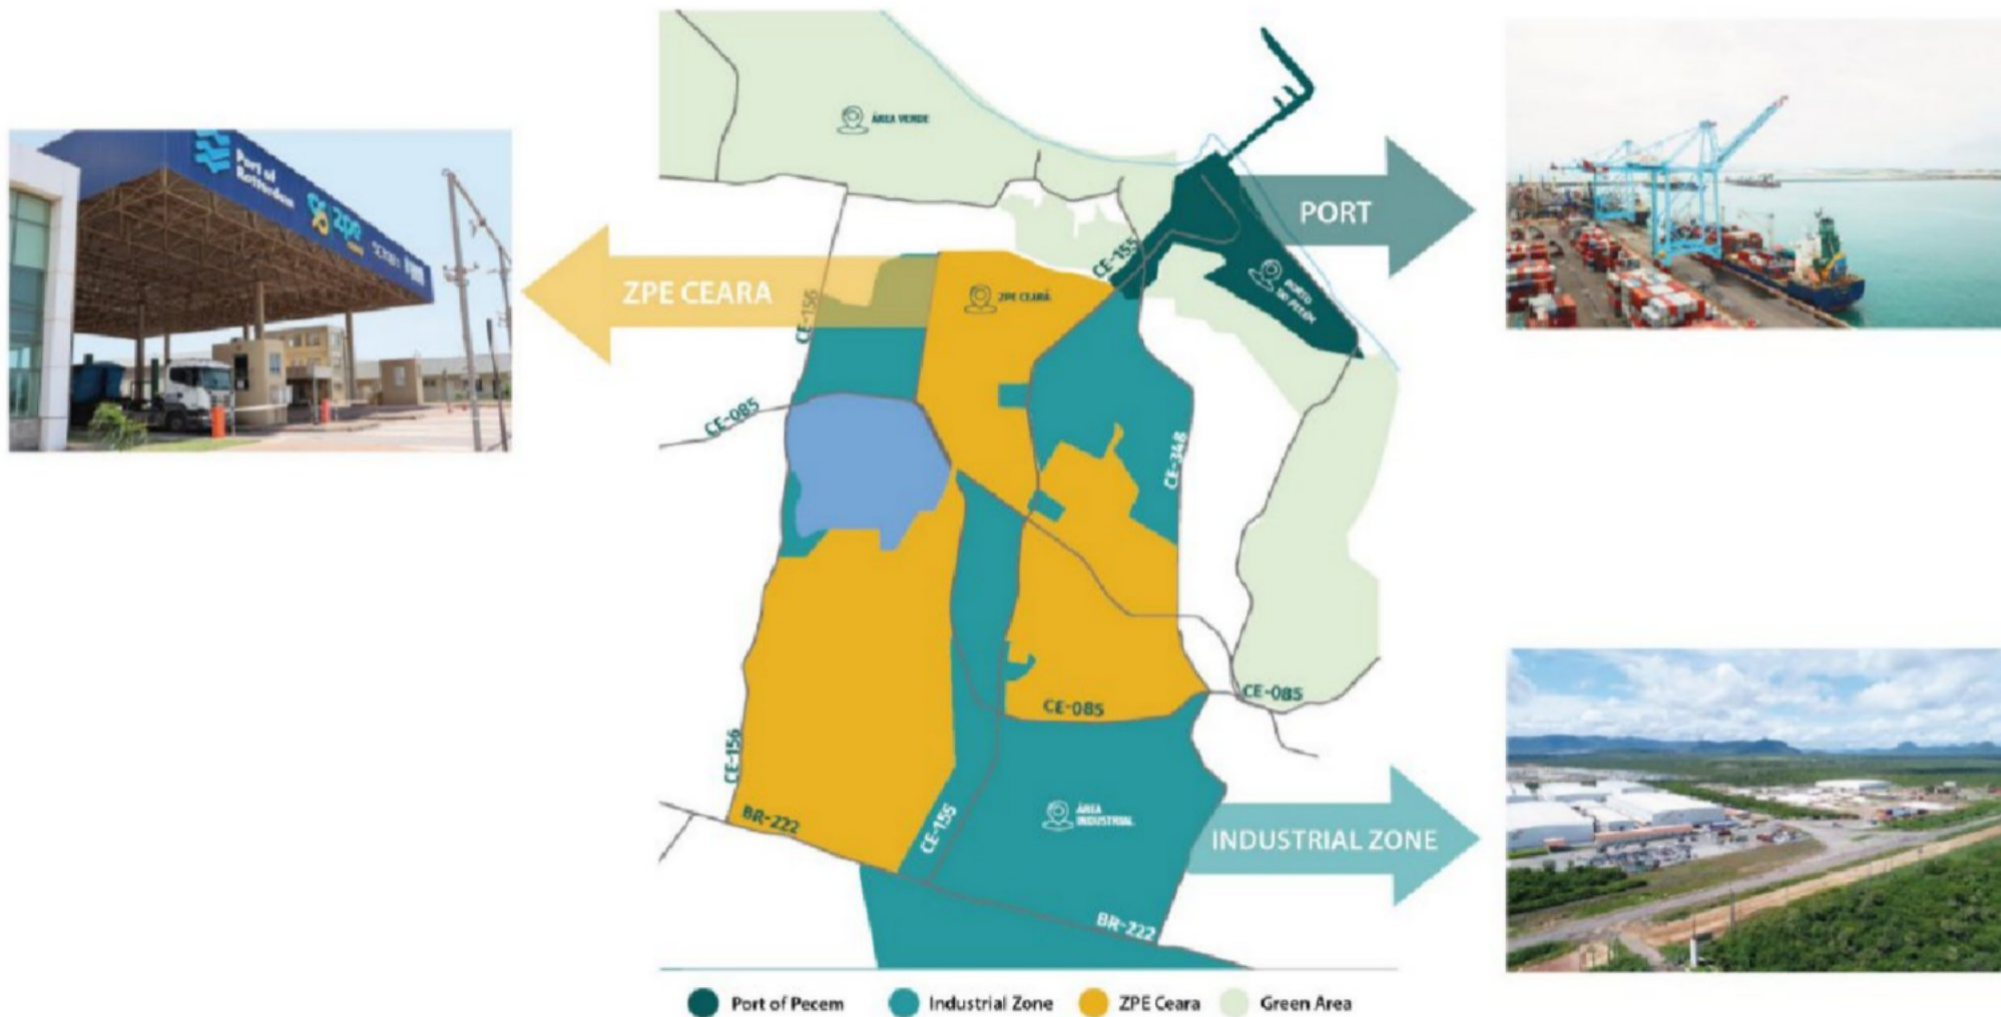 ÁREA VERDE
Port of
Rotterdam
zpe
PORT
CE-155
ZPE CEARA
ZPE CEARÁ
PORTO
DO PECÉM
CE-156
CE-085
CE-348
CE-085
CE-085
CE-156
BR-222
CE-155
ÁREA
INDUSTRIAL
INDUSTRIAL ZONE
BR-222
Port of Pecem
Industrial Zone
ZPE Ceara
Green Area